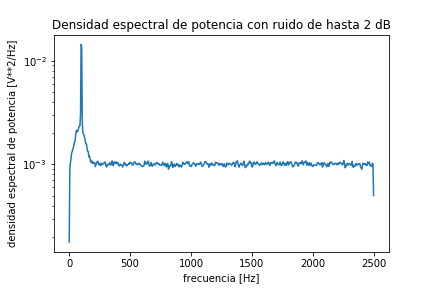 Densidad espectral de potencia con ruido de hasta 2 dB
densidad espectral de potencia [V**2/Hz]
10^{-2}
10^{-3}
0 500 1000 1500 2000 2500
frecuencia [Hz]